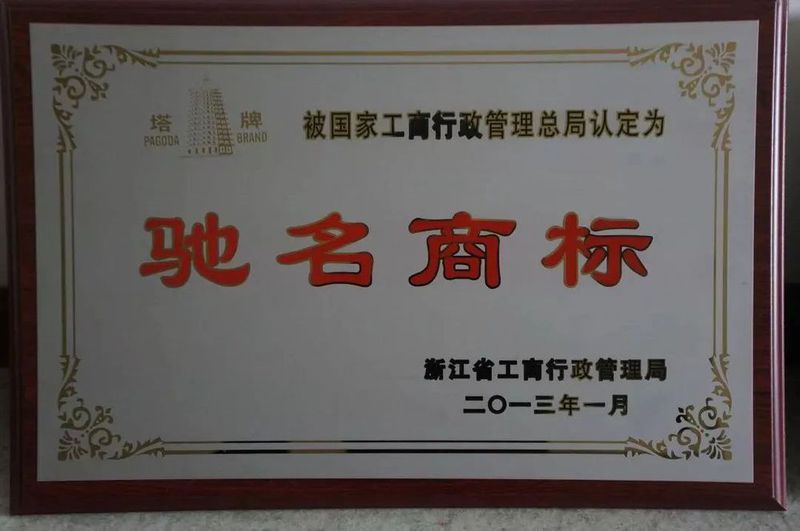 塔 牌
PAGODA BRAND
被国家工商行政管理总局认定为
驰名商标
浙江省工商行政管理局
二〇一三年一月